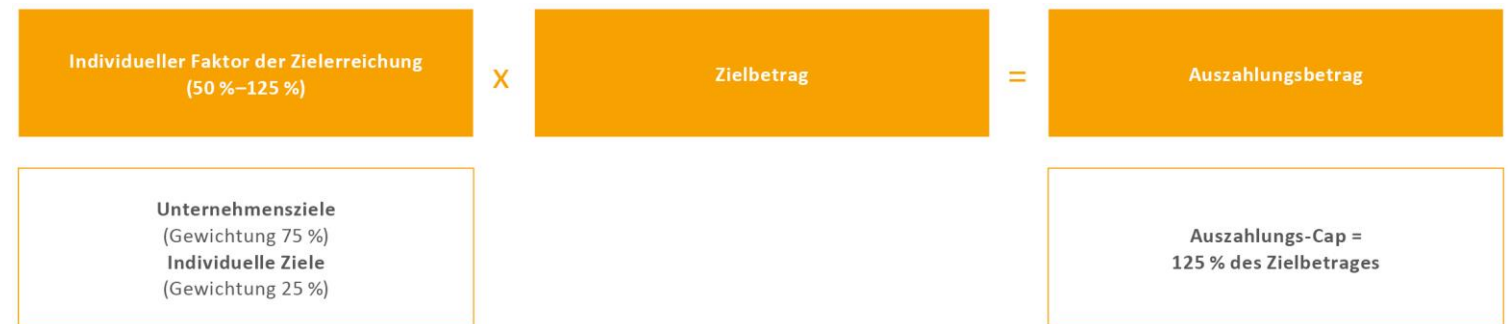 Individueller Faktor der Zielerreichung
(50 %–125 %)
x
Zielbetrag
=
Auszahlungsbetrag
Unternehmensziele
(Gewichtung 75 %)
Individuelle Ziele
(Gewichtung 25 %)
Auszahlungs-Cap =
125 % des Zielbetrages